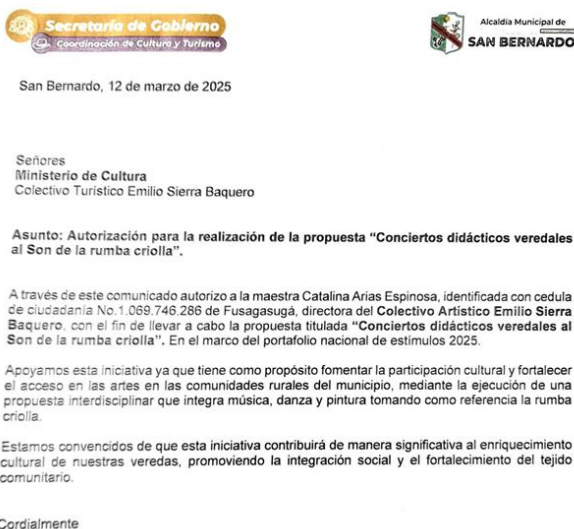 Secretaría de Gobierno
Coordinación de Cultura y Turismo
Alcaldía Municipal de
SAN BERNARDO
San Bernardo, 12 de marzo de 2025
Señores
Ministerio de Cultura
Colectivo Turístico Emilio Sierra Baquero
Asunto: Autorización para la realización de la propuesta “Conciertos didácticos veredales
al Son de la rumba criolla”.
A través de este comunicado autorizo a la maestra Catalina Arias Espinosa, identificada con cedula
de ciudadanía No.1.069.746.286 de Fusagasugá, directora del Colectivo Artístico Emilio Sierra
Baquero, con el fin de llevar a cabo la propuesta titulada “Conciertos didácticos veredales al
Son de la rumba criolla”. En el marco del portafolio nacional de estímulos 2025.
Apoyamos esta iniciativa ya que tiene como propósito fomentar la participación cultural y fortalecer
el acceso en las artes en las comunidades rurales del municipio, mediante la ejecución de una
propuesta interdisciplinar que integra música, danza y pintura tomando como referencia la rumba
criolla.
Estamos convencidos de que esta iniciativa contribuirá de manera significativa al enriquecimiento
cultural de nuestras veredas, promoviendo la integración social y el fortalecimiento del tejido
comunitario.
Cordialmente